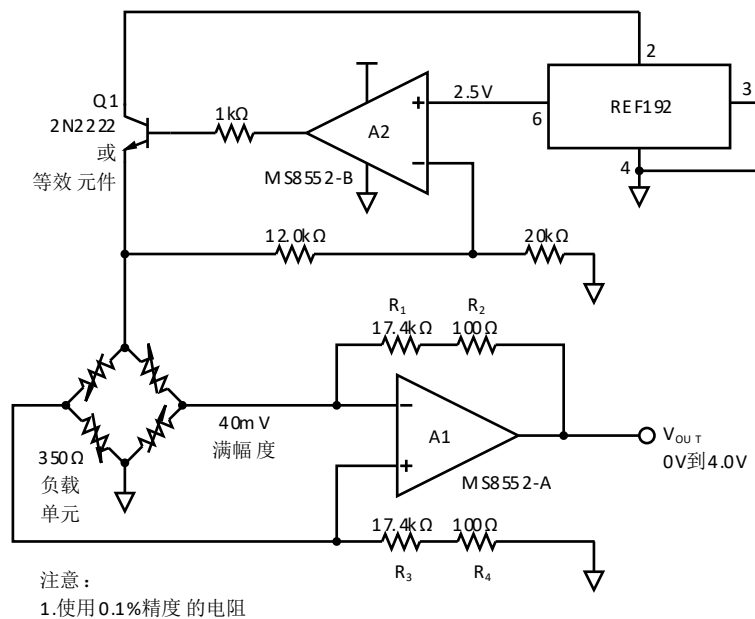 2
Q1
2N2222
或
等效元件
1kΩ
+
A2
−
MS8552-B
2.5V
6
REF192
3
4
12.0kΩ
20kΩ
R1
R2
17.4kΩ
100Ω
40mV
满幅度
−
A1
+
MS8552-A
VOUT
0V到4.0V
350Ω
负载
单元
17.4kΩ
100Ω
R3
R4
注意：
1.使用0.1%精度的电阻